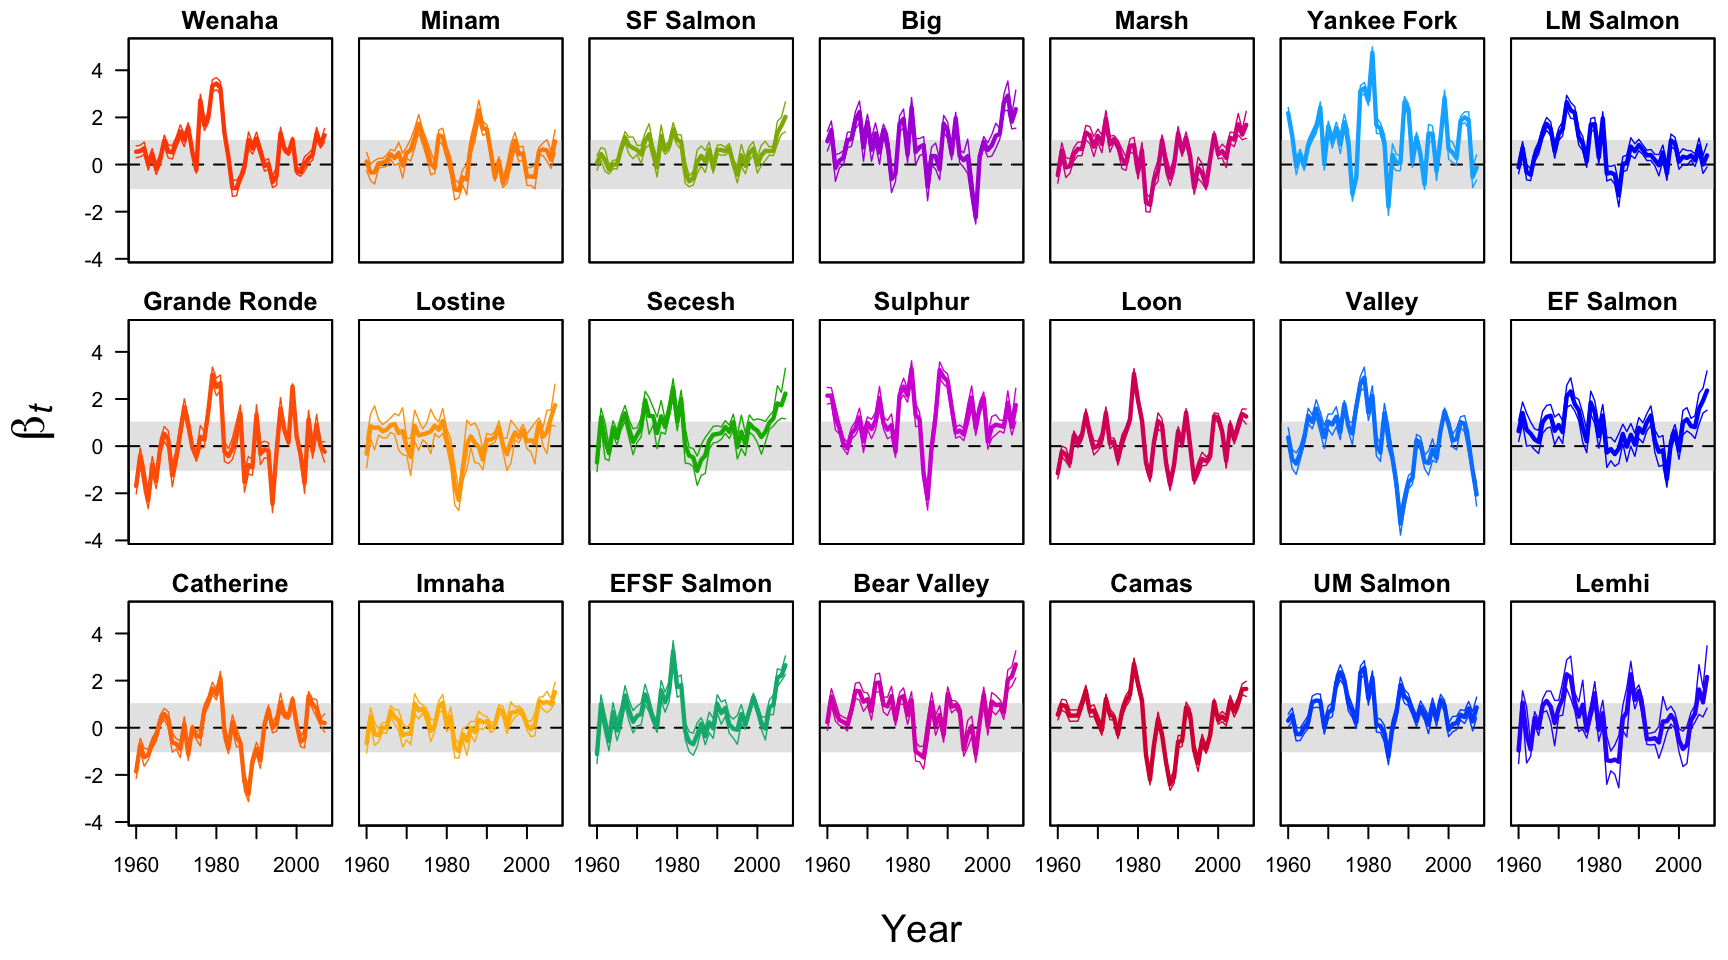 Wenaha Minam SF Salmon Big Marsh Yankee Fork LM Salmon
4
2
0
-2
-4
Grande Ronde Lostine Secesh Sulphur Loon Valley EF Salmon
4
2
0
-2
-4
βt
Catherine Imnaha EFSF Salmon Bear Valley Camas UM Salmon Lemhi
4
2
0
-2
-4
1960 1980 2000 1960 1980 2000 1960 1980 2000 1960 1980 2000 1960 1980 2000 1960 1980 2000 1960 1980 2000
Year